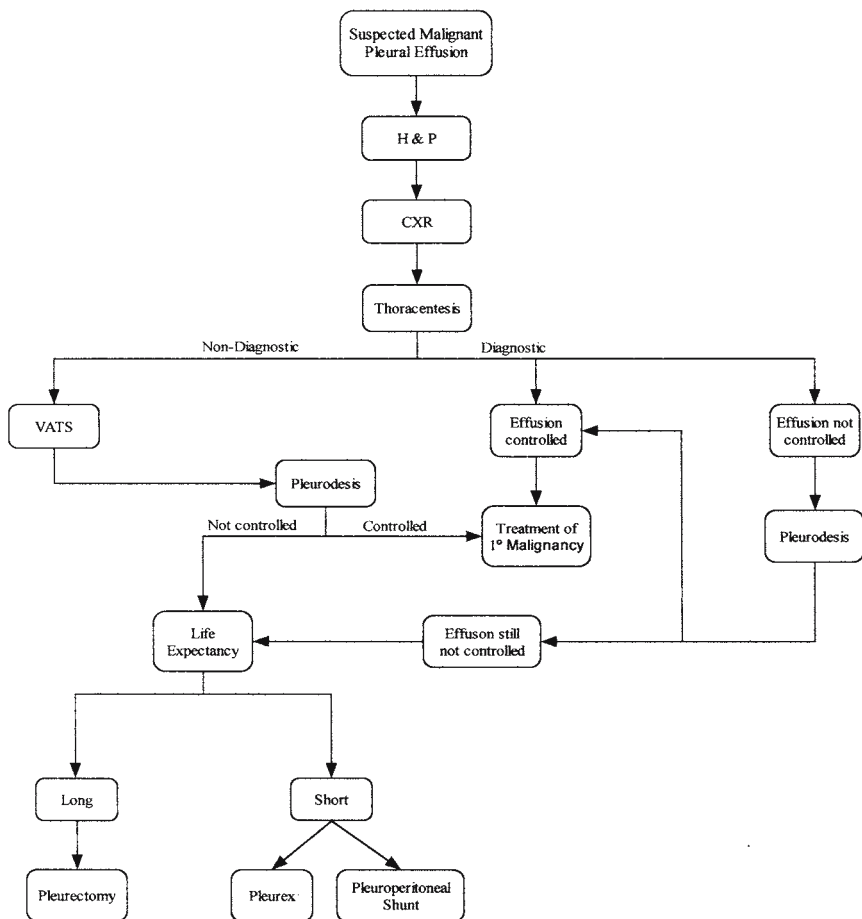 Suspected Malignant
Pleural Effusion
H & P
CXR
Thoracentesis
Non-Diagnostic
Diagnostic
VATS
Effusion
controlled
Effusion not
controlled
Pleurodesis
Not controlled
Controlled
Treatment of
1° Malignancy
Pleurodesis
Life
Expectancy
Effuson still
not controlled
Long
Short
Pleurectomy
Pleurex
Pleuroperitoneal
Shunt